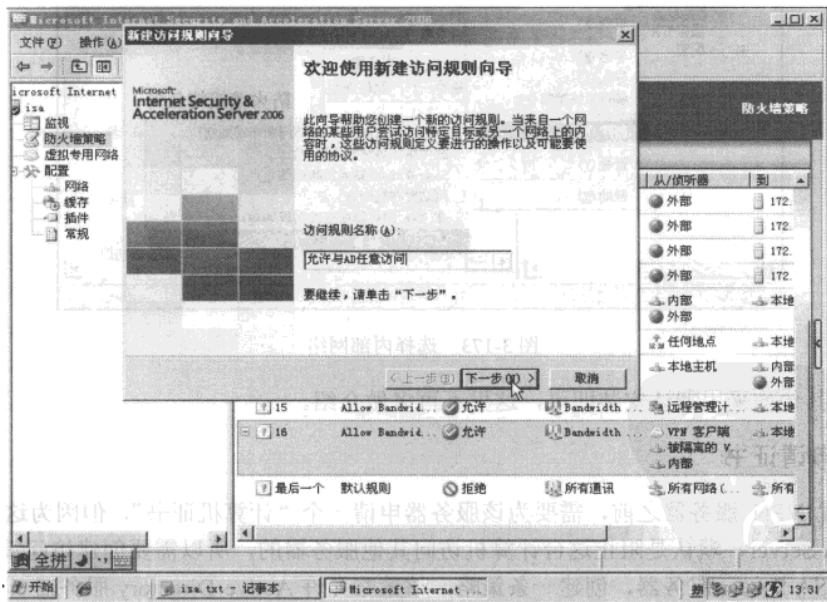 Microsoft Internet Security and Acceleration Server 2006
文件(F) 操作(A)
新建访问规则向导
欢迎使用新建访问规则向导
Microsoft
Internet Security &
Acceleration Server 2006
此向导帮助您创建一个新的访问规则。当来自一个网
络的某些用户尝试访问特定目标或另一个网络上的内
容时，这些访问规则定义要进行的操作以及可能要使
用的协议。
访问规则名称(A):
允许与AD任意访问
要继续，请单击“下一步”。
<上一步(B) 下一步(N) > 取消
icrosoft Internet
isa
监视
防火墙策略
虚拟专用网络
配置
网络
缓存
插件
常规
防火墙策略
从/侦听器 到
外部 172.
外部 172.
外部 172.
外部 172.
内部 本地
外部
任何地点 本地
本地主机 内部
外部
15 Allow Bandwid... 允许 Bandwidth ... 远程管理计. 本地
16 Allow Bandwid... 允许 Bandwidth ... VPN 客户端 本地
被隔离的 V.
内部
最后一个 默认规则 拒绝 所有通讯 所有网络(... 所有
全拼
开始 isa.txt - 记事本 Microsoft Internet 13:31